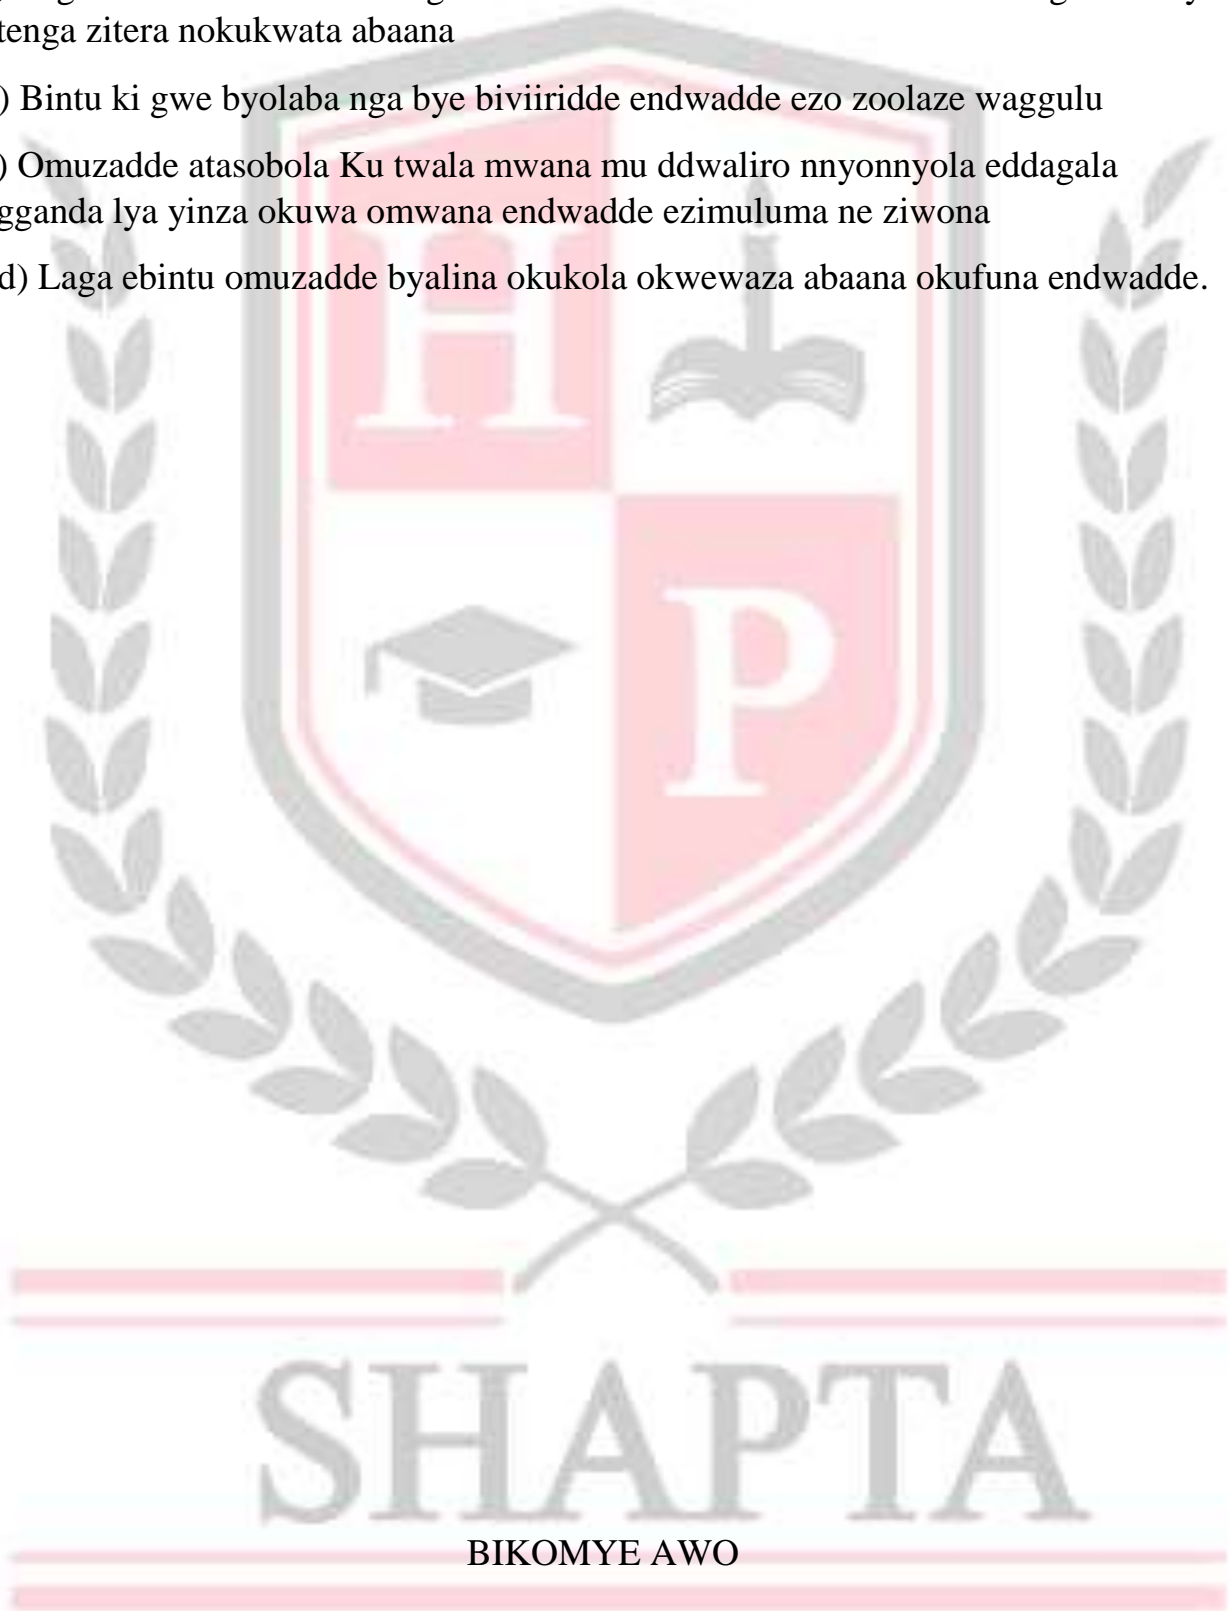 tenga zitera nokukwata abaana
) Bintu ki gwe byolaba nga bye biviiridde endwadde ezo zoolaze waggulu
) Omuzadde atasobola Ku twala mwana mu ddwaliro nnyonnyola eddagala
gganda lya yinza okuwa omwana endwadde ezimuluma ne ziwona
d) Laga ebintu omuzadde byalina okukola okwewaza abaana okufuna endwadde.
H
P
SHAPTA
BIKOMYE AWO